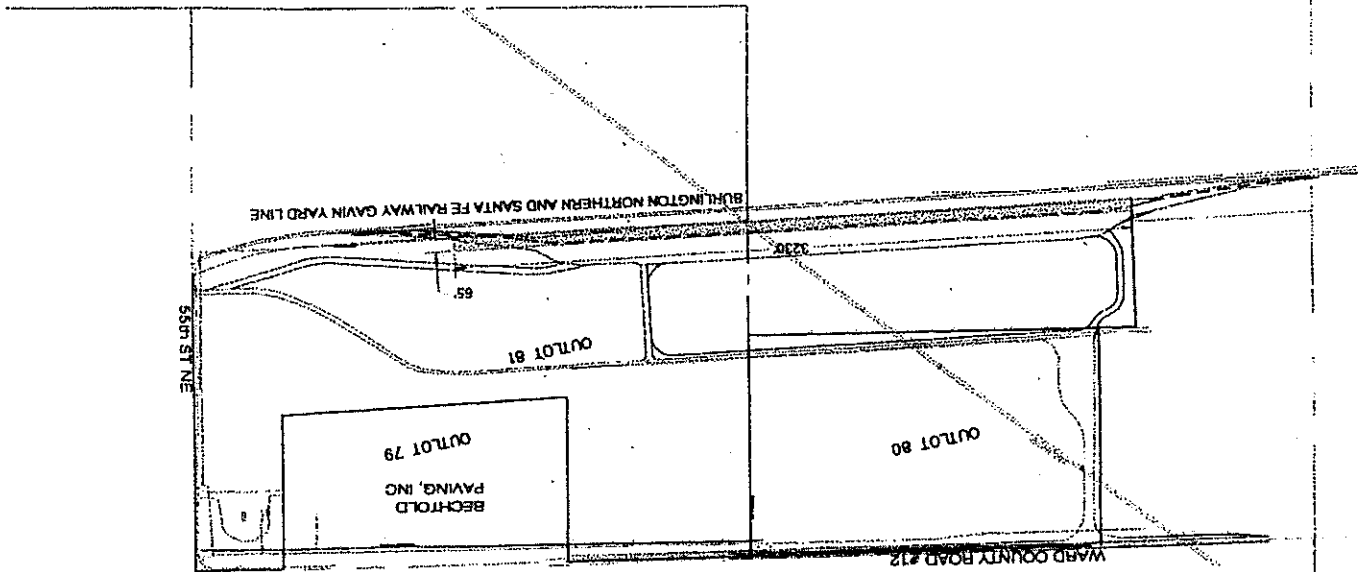 WARD COUNTY ROAD #12
BECHTOLD
PAVING, INC
OUTLOT 79
OUTLOT 80
OUTLOT 81
55th ST NE
65'
3230'
BURLINGTON NORTHERN AND SANTA FE RAILWAY GAVIN YARD LINE